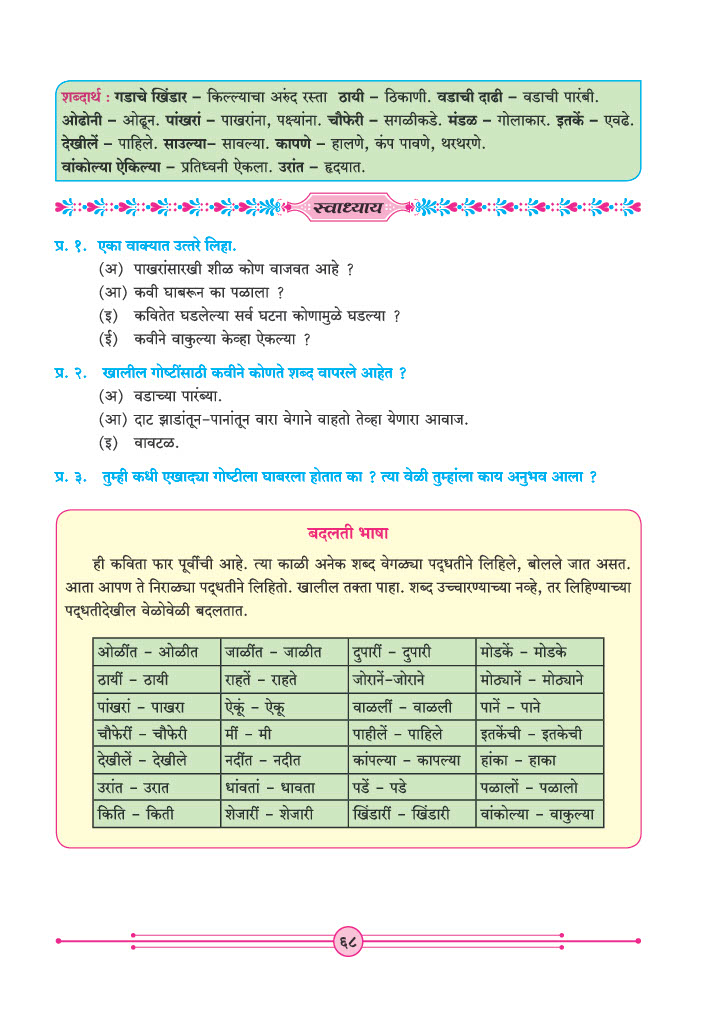 शब्दार्थ : गडाचे खिंडार – किल्ल्याचा अरुंद रस्ता ठायी – ठिकाणी. वडाची दाढी – वडाची पारंबी.
ओढोनी – ओढून. पांखरां – पाखरांना, पक्ष्यांना. चौफेरी – सगळीकडे. मंडळ – गोलाकार. इतकें – एवढे.
देखीलें – पाहिले. साउल्या– सावल्या. कापणे – हालणे, कंप पावणे, थरथरणे.
वांकोल्या ऐकिल्या – प्रतिध्वनी ऐकला. उरांत – हृदयात.
स्वाध्याय
प्र. १. एका वाक्यात उत्तरे लिहा.
(अ) पाखरांसारखी शीळ कोण वाजवत आहे ?
(आ) कवी घाबरून का पळाला ?
(इ) कवितेत घडलेल्या सर्व घटना कोणामुळे घडल्या ?
(ई) कवीने वाकुल्या केव्हा ऐकल्या ?
प्र. २. खालील गोष्टींसाठी कवीने कोणते शब्द वापरले आहेत ?
(अ) वडाच्या पारंब्या.
(आ) दाट झाडांतून-पानांतून वारा वेगाने वाहतो तेव्हा येणारा आवाज.
(इ) वावटळ.
प्र. ३. तुम्ही कधी एखाद्या गोष्टीला घाबरला होतात का ? त्या वेळी तुम्हांला काय अनुभव आला ?
बदलती भाषा
ही कविता फार पूर्वीची आहे. त्या काळी अनेक शब्द वेगळ्या पद्धतीने लिहिले, बोलले जात असत.
आता आपण ते निराळ्या पद्धतीने लिहितो. खालील तक्ता पाहा. शब्द उच्चारण्याच्या नव्हे, तर लिहिण्याच्या
पद्धतीदेखील वेळोवेळी बदलतात.
ओळींत – ओळीत जाळींत – जाळीत दुपारीं – दुपारी मोडकें – मोडके
ठायीं – ठायी राहतें – राहते जोरानें–जोराने मोठ्यानें – मोठ्याने
पांखरां – पाखरा ऐकूं – ऐकू वाळलीं – वाळली पानें – पाने
चौफेरीं – चौफेरी मीं – मी पाहीलें – पाहिले इतकेंची – इतकेची
देखीलें – देखीले नदींत – नदीत कांपल्या – कापल्या हांका – हाका
उरांत – उरात धांवतां – धावता पडें – पडे पळालों – पळालो
किति – किती शेजारीं – शेजारी खिंडारीं – खिंडारी वांकोल्या – वाकुल्या
६८